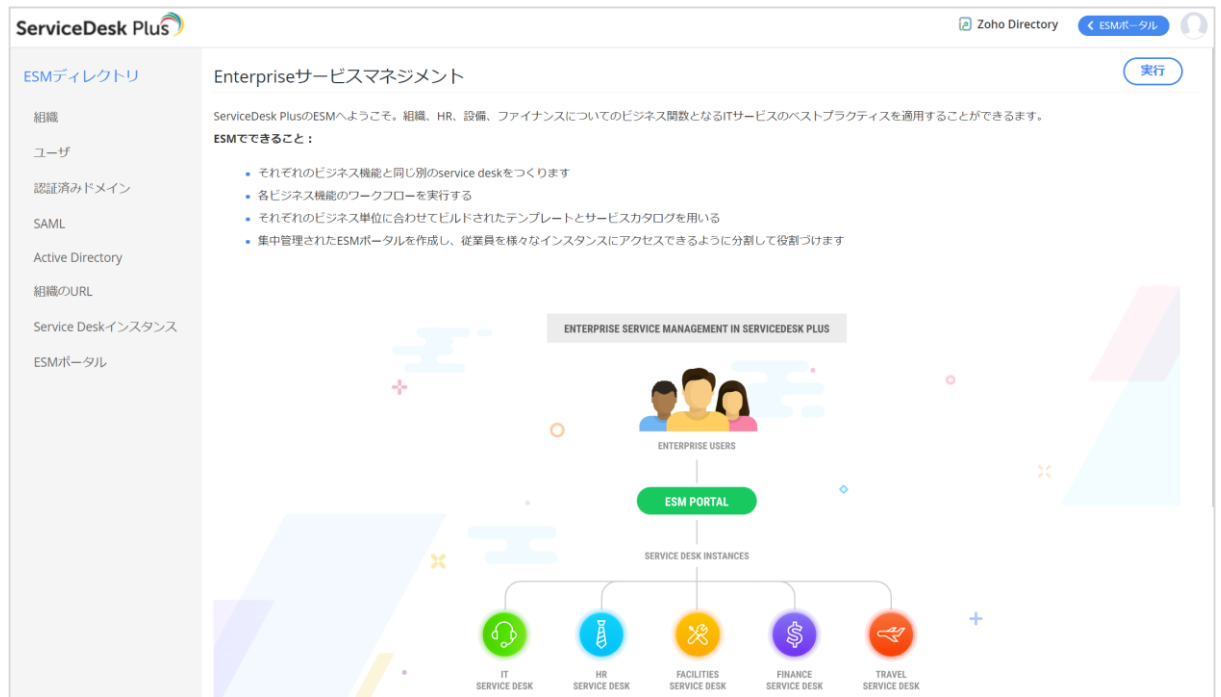 ServiceDesk Plus
Zoho Directory
ESMポータル
ESMディレクトリ
組織
ユーザ
認証済みドメイン
SAML
Active Directory
組織のURL
Service Deskインスタンス
ESMポータル
Enterpriseサービスマネジメント
実行
ServiceDesk PlusのESMへようこそ。組織、HR、設備、ファイナンスについてのビジネス関数となるITサービスのベストプラクティスを適用することができるます。
ESMでできること：
それぞれのビジネス機能と同じ別のservice deskをつくります
各ビジネス機能のワークフローを実行する
それぞれのビジネス単位に合わせてビルドされたテンプレートとサービスカタログを用いる
集中管理されたESMポータルを作成し、従業員を様々なインスタンスにアクセスできるように分割して役割づけます
ENTERPRISE SERVICE MANAGEMENT IN SERVICEDESK PLUS
ENTERPRISE USERS
ESM PORTAL
SERVICE DESK INSTANCES
IT
SERVICE DESK
HR
SERVICE DESK
FACILITIES
SERVICE DESK
FINANCE
SERVICE DESK
TRAVEL
SERVICE DESK